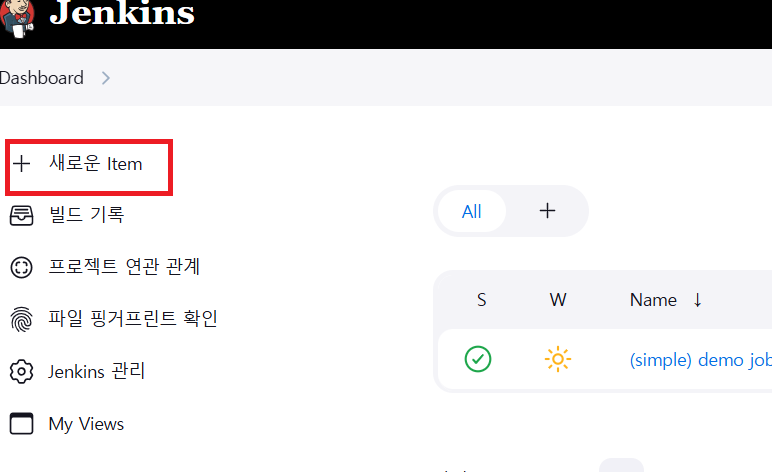 Jenkins
Dashboard
새로운 Item
빌드 기록
프로젝트 연관 관계
파일 핑거프린트 확인
Jenkins 관리
My Views
All +
S W Name ↓
(simple) demo job